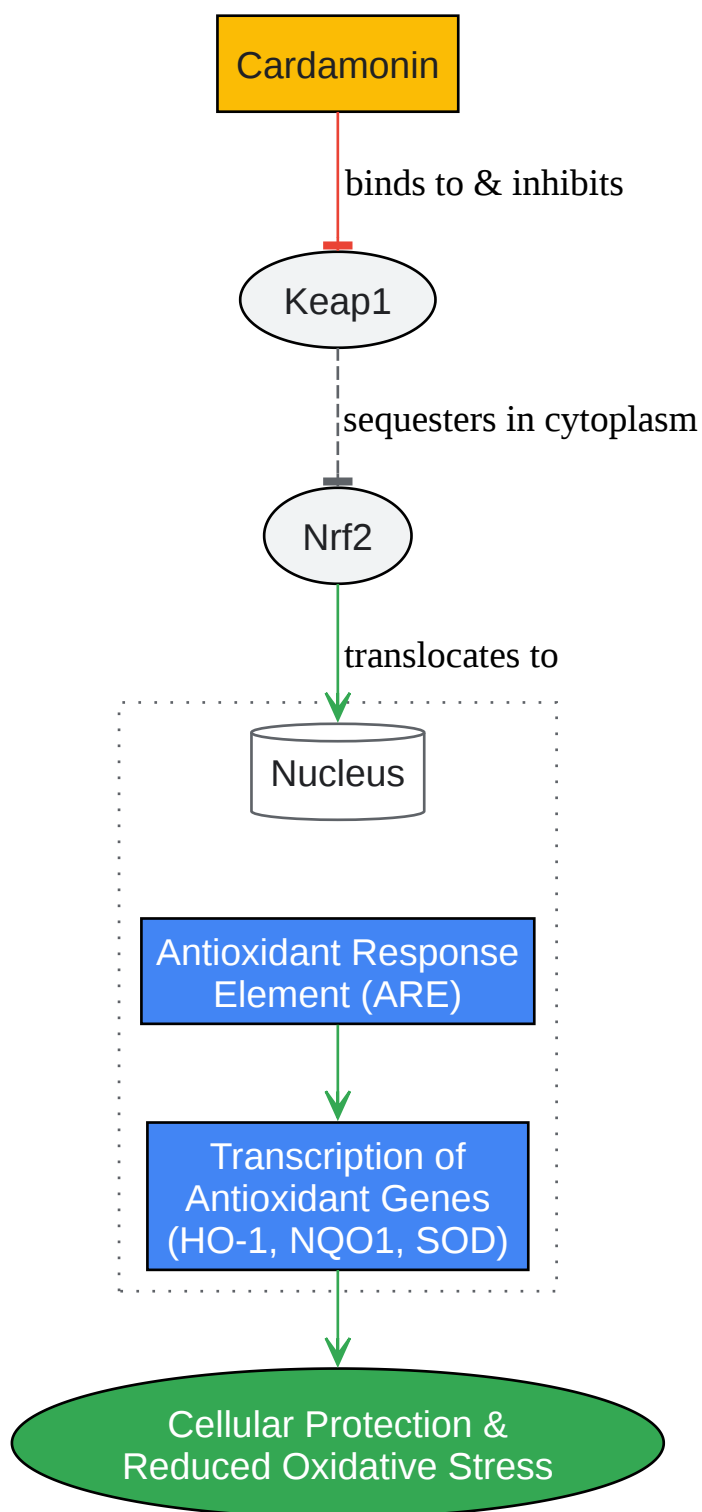 Cardamonin
binds to & inhibits
Keap1
sequesters in cytoplasm
Nrf2
translocates to
Nucleus
Antioxidant Response
Element (ARE)
Transcription of
Antioxidant Genes
(HO-1, NQO1, SOD)
Cellular Protection &
Reduced Oxidative Stress